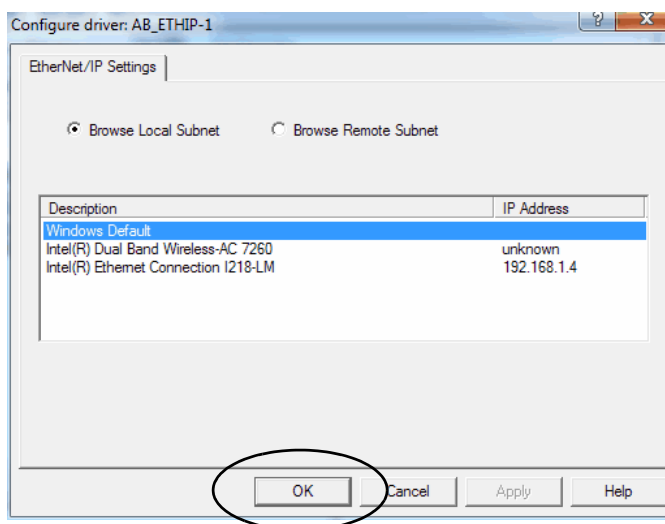 Configure driver: AB_ETHIP-1
? X
EtherNet/IP Settings
Browse Local Subnet Browse Remote Subnet
Description IP Address
Windows Default
Intel(R) Dual Band Wireless-AC 7260 unknown
Intel(R) Ethernet Connection I218-LM 192.168.1.4
OK Cancel Apply Help